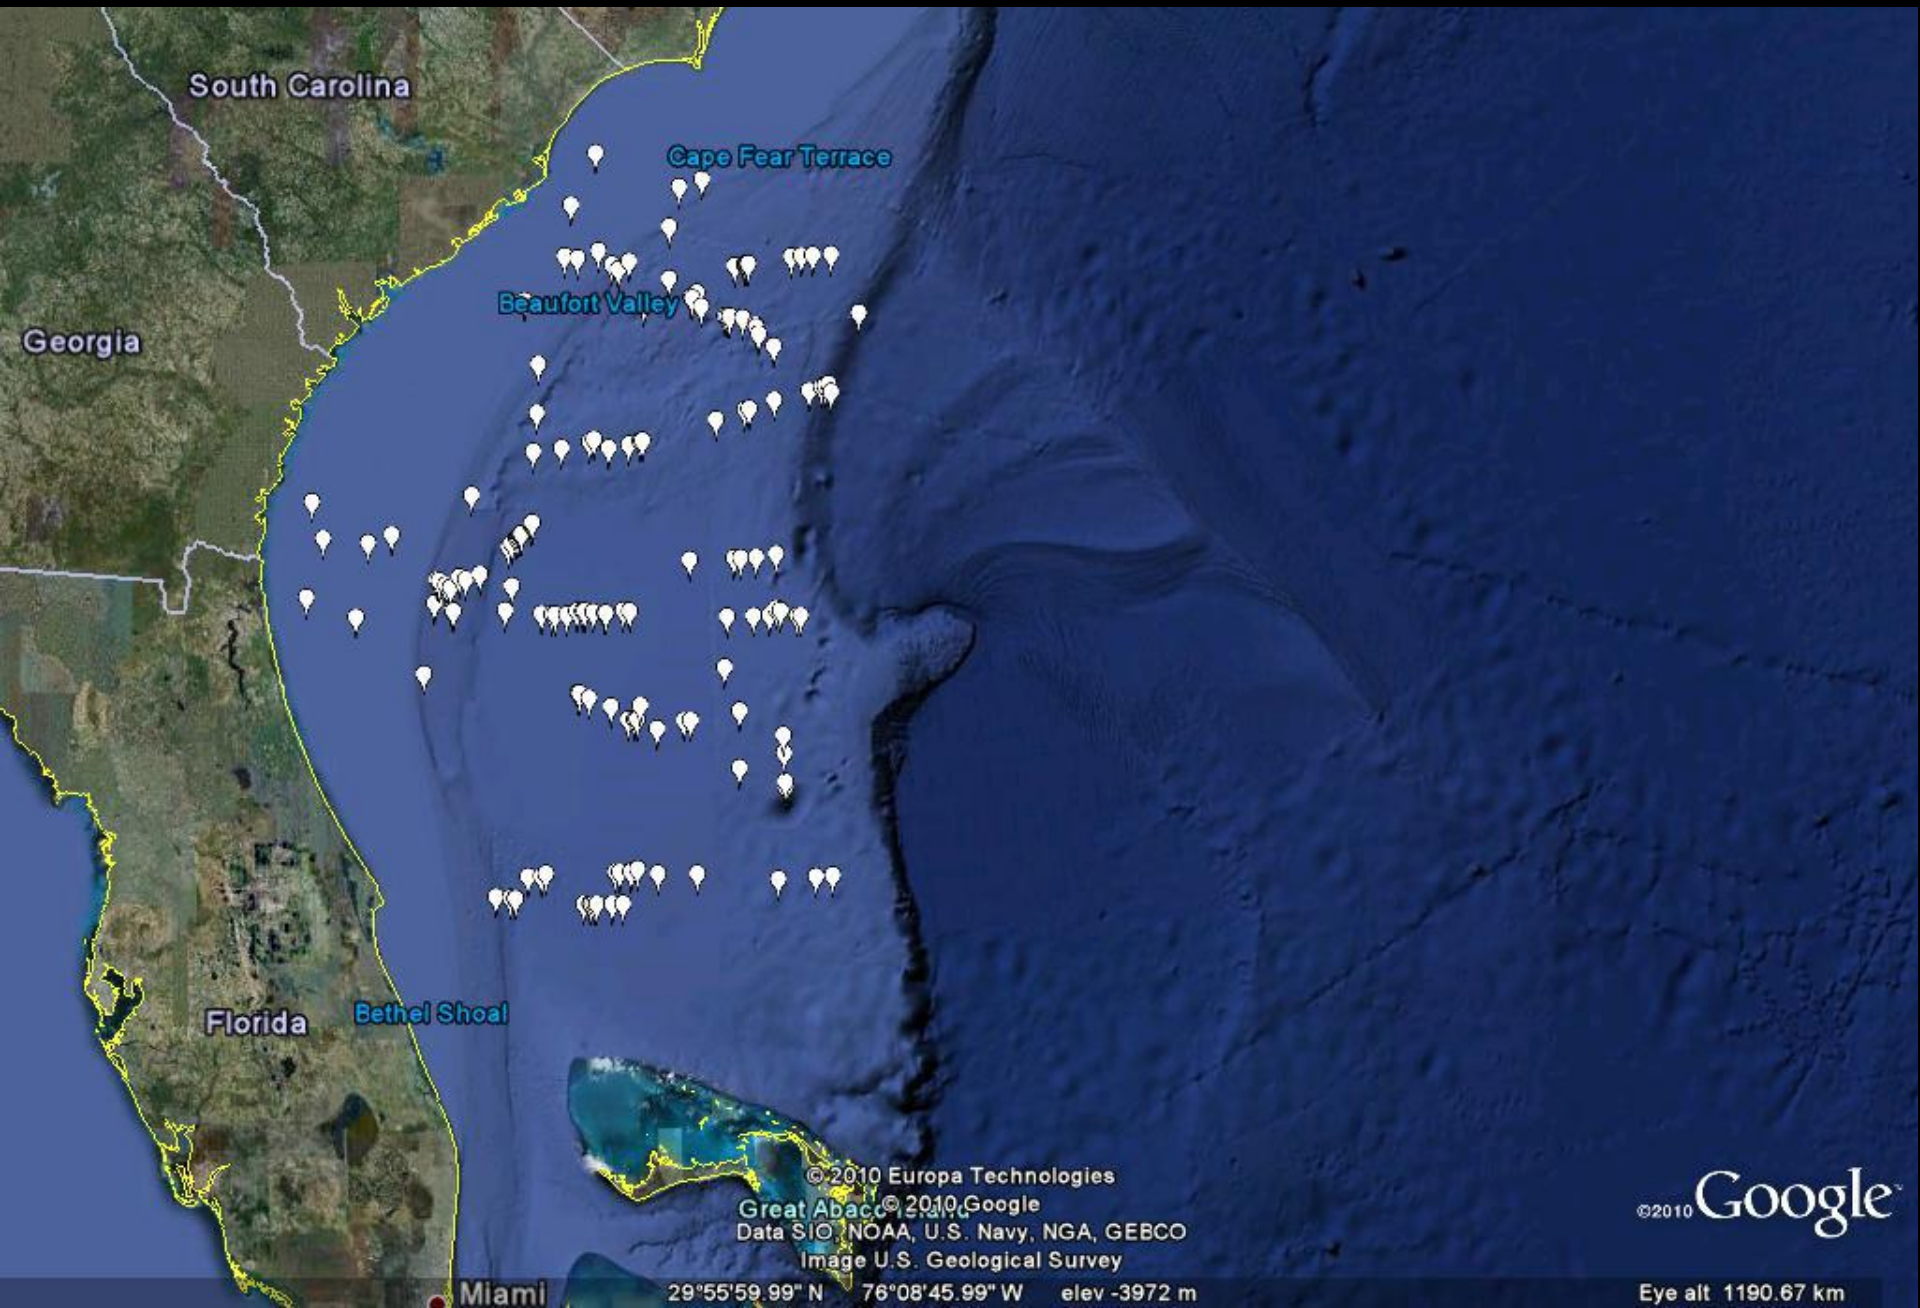 South Carolina
Cape Fear Terrace
Beaufort Valley
Georgia
Florida
Bethel Shoal
© 2010 Europa Technologies
© 2010 Google
Great Abaco Island
Data SIO, NOAA, U.S. Navy, NGA, GEBCO
Image U.S. Geological Survey
©2010 Google
Miami
29°55'59.99" N 76°08'45.99" W elev -3972 m
Eye alt 1190.67 km